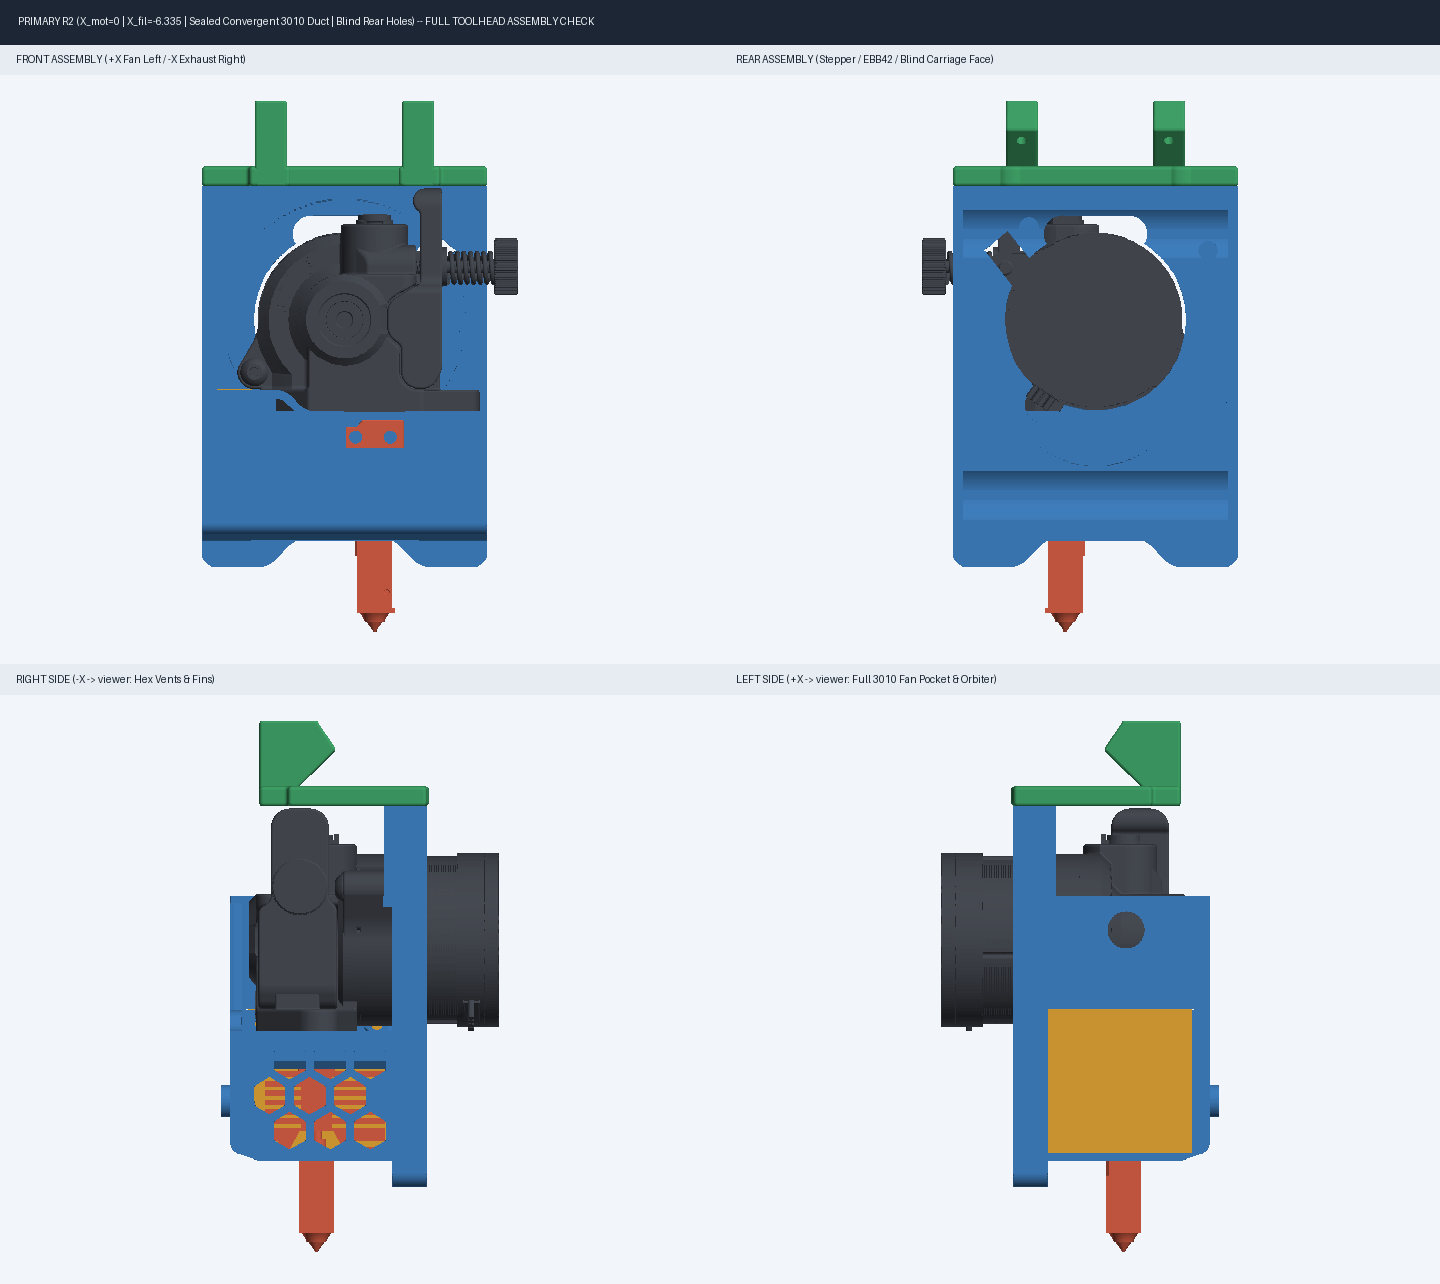 PRIMARY R2 (X_mot=0 | X_fil=-6.335 | Sealed Convergent 3010 Duct | Blind Rear Holes) -- FULL TOOLHEAD ASSEMBLY CHECK
FRONT ASSEMBLY (+X Fan Left / -X Exhaust Right)
REAR ASSEMBLY (Stepper / EBB42 / Blind Carriage Face)
RIGHT SIDE (-X -> viewer: Hex Vents & Fins)
LEFT SIDE (+X -> viewer: Full 3010 Fan Pocket & Orbiter)